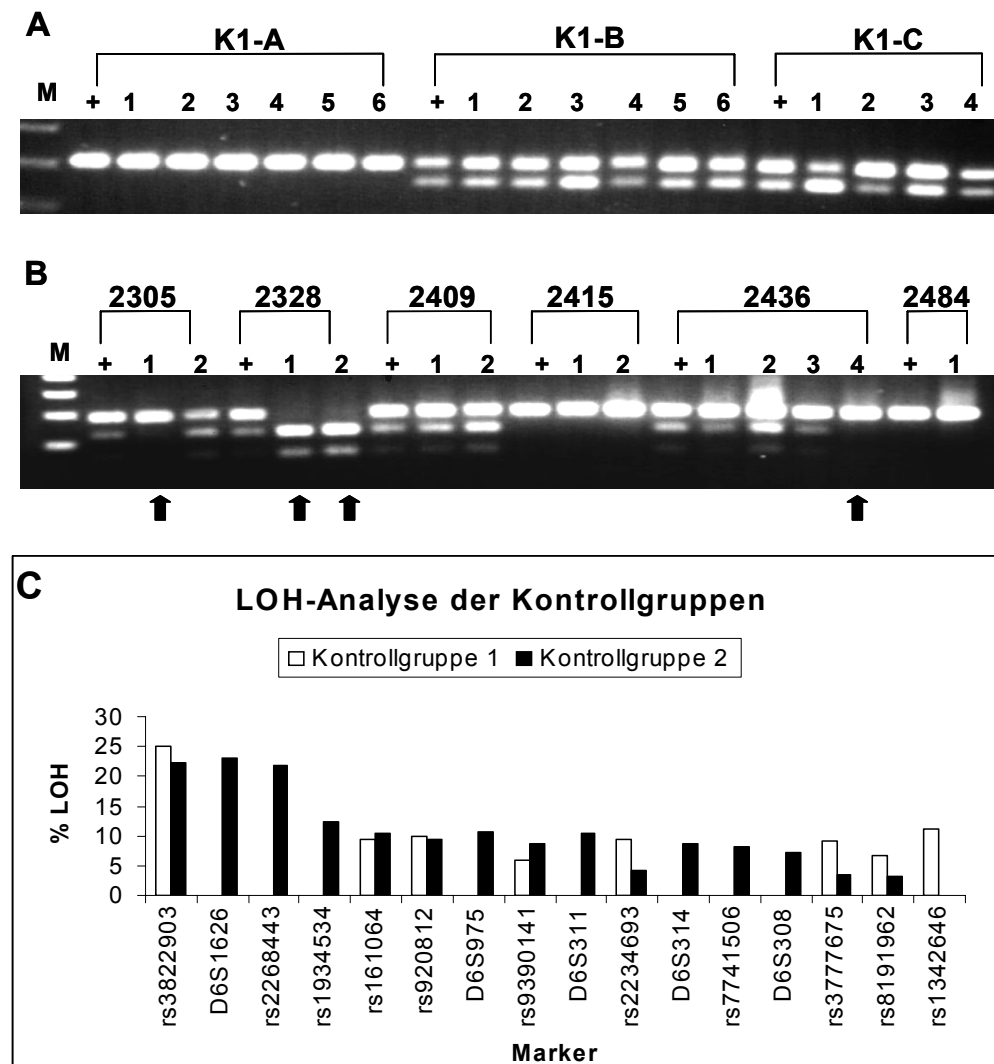 A
K1-A K1-B K1-C
M + 1 2 3 4 5 6 + 1 2 3 4 5 6 + 1 2 3 4
B
2305 2328 2409 2415 2436 2484
M + 1 2 + 1 2 + 1 2 + 1 2 + 1 2 3 4 + 1
C
LOH-Analyse der Kontrollgruppen
Kontrollgruppe 1 Kontrollgruppe 2
% LOH
30
25
20
15
10
5
0
rs3822903
D6S1626
rs2268443
rs1934534
rs161064
rs920812
D6S975
rs9390141
D6S311
rs2234693
D6S314
rs7741506
D6S308
rs3777675
rs8191962
rs1342646
Marker